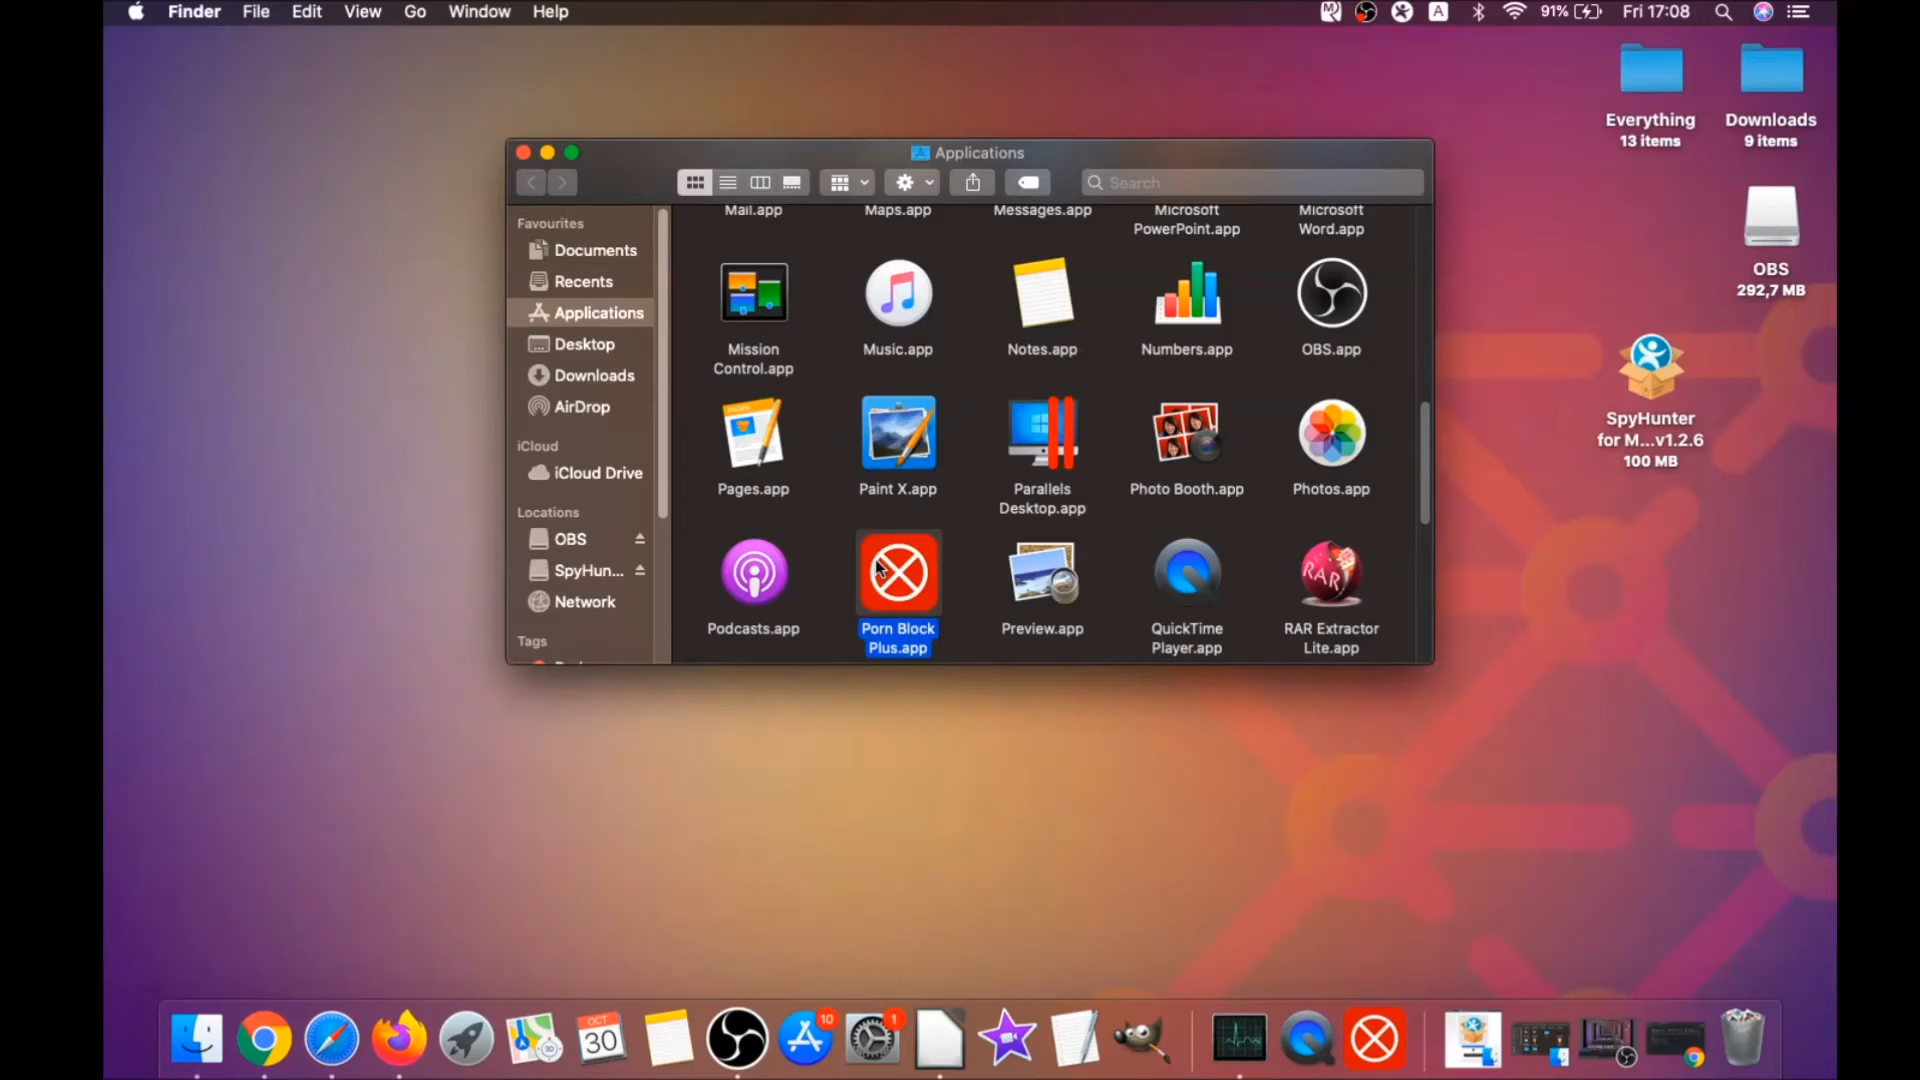 Finder File Edit View Go Window Help
A
91%
Fri 17:08
Everything
13 items
Downloads
9 items
OBS
292,7 MB
SpyHunter
for M...v1.2.6
100 MB
Applications
Search
Favourites
Documents
Recents
Applications
Desktop
Downloads
AirDrop
iCloud
iCloud Drive
Locations
OBS
SpyHun...
Network
Tags
Mail.app
Maps.app
Messages.app
Microsoft
PowerPoint.app
Microsoft
Word.app
Mission
Control.app
Music.app
Notes.app
Numbers.app
OBS.app
Pages.app
Paint X.app
Parallels
Desktop.app
Photo Booth.app
Photos.app
Podcasts.app
Porn Block
Plus.app
Preview.app
QuickTime
Player.app
RAR
RAR Extractor
Lite.app
OCT
30
10
1